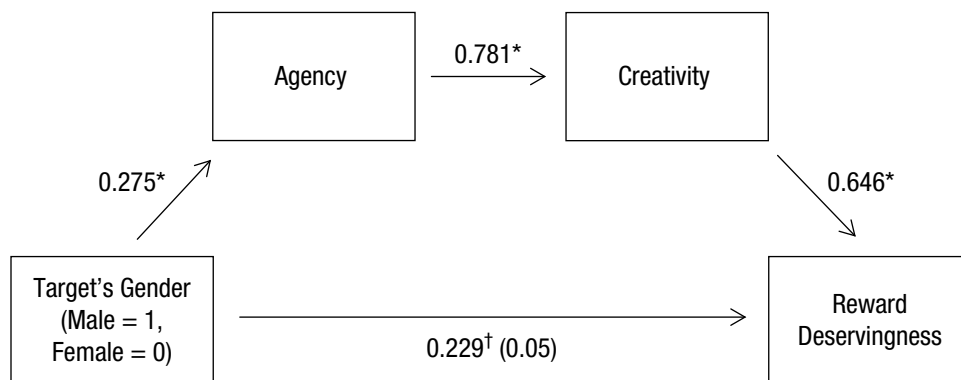 0.781*
Agency
Creativity
0.275*
0.646*
Target’s Gender
(Male = 1,
Female = 0)
Reward
Deservingness
0.229† (0.05)